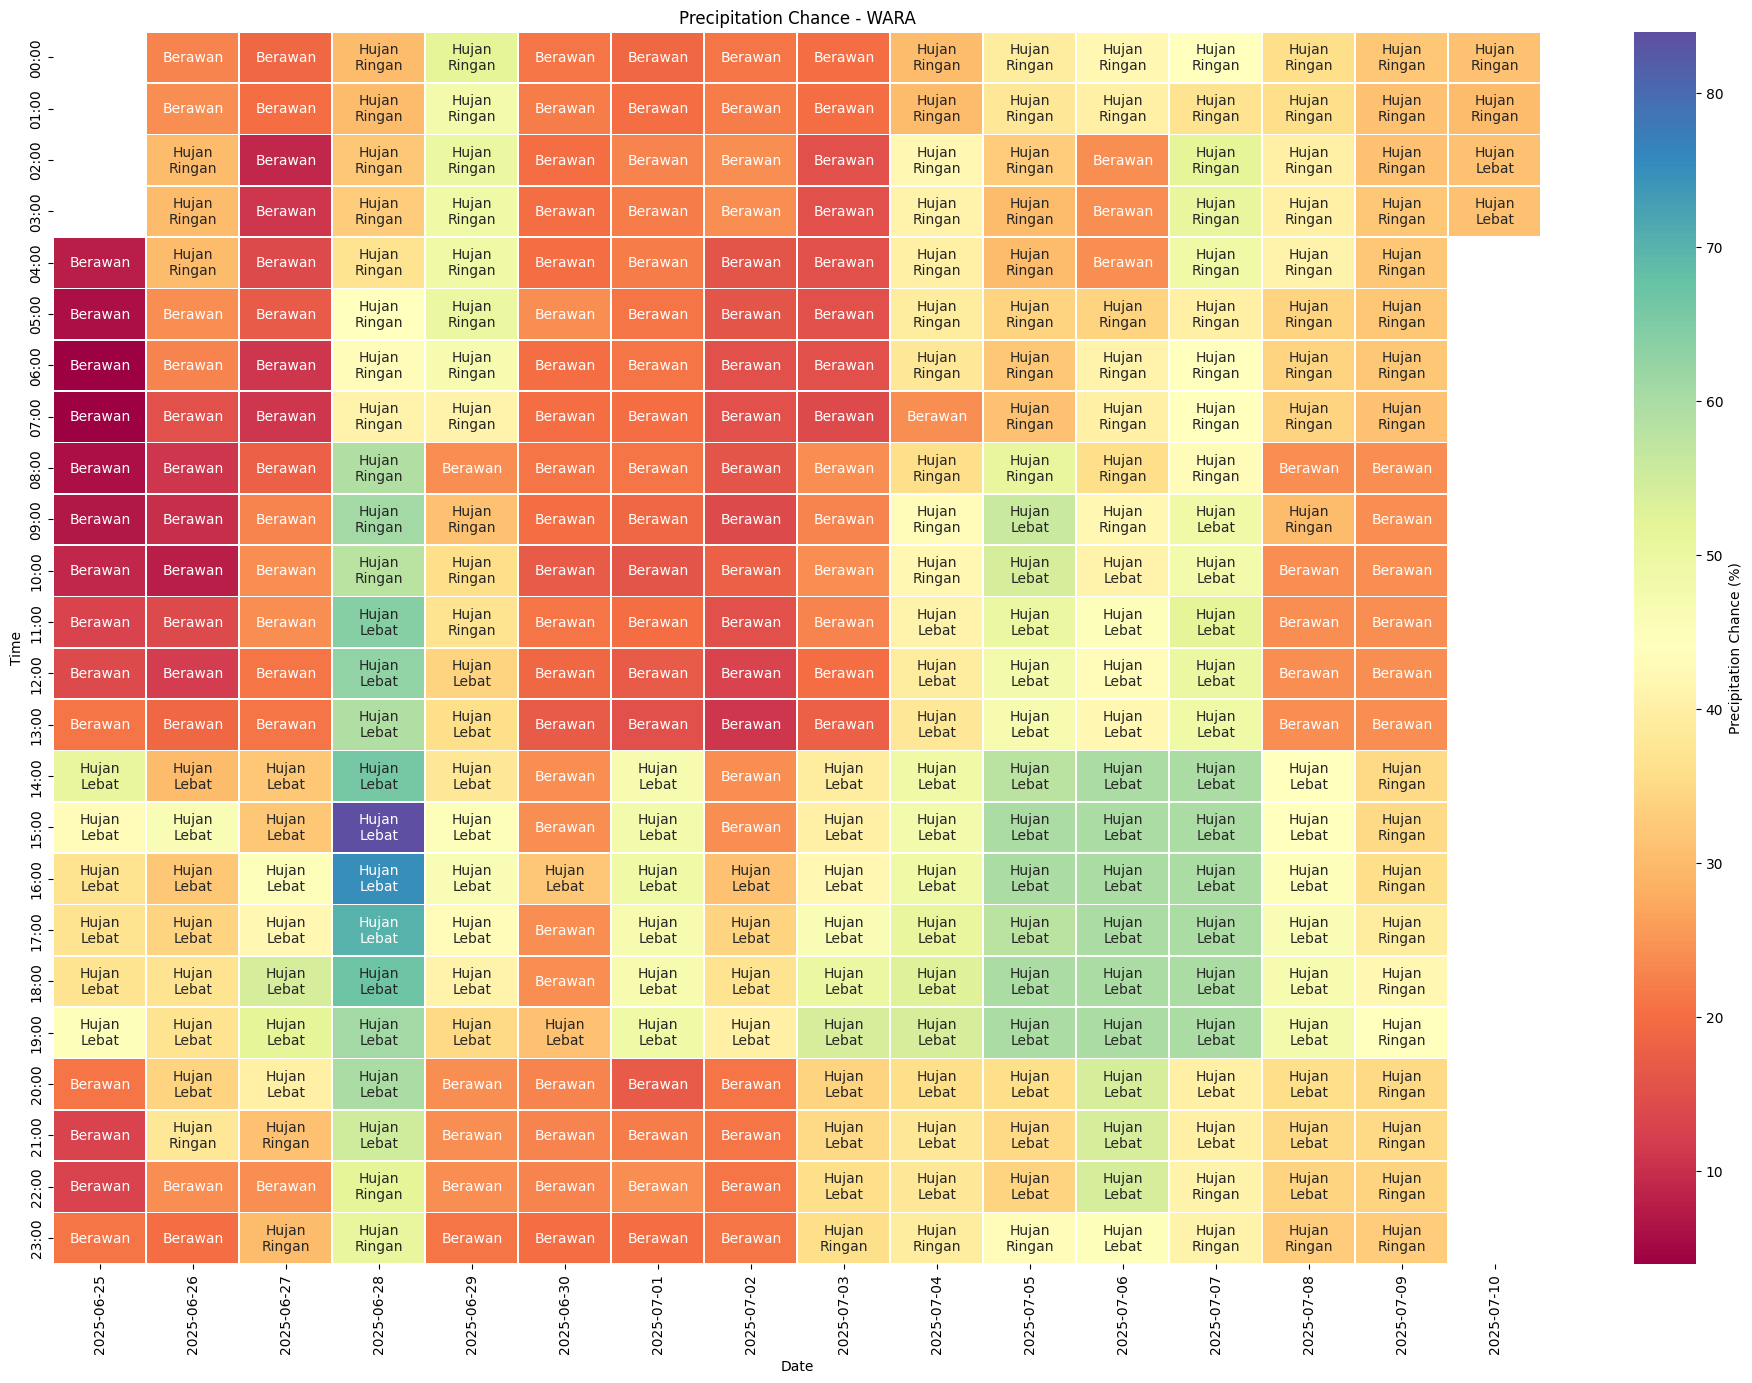 Precipitation Chance - WARA
00:00 Berawan Berawan Hujan Ringan Hujan Ringan Berawan Berawan Berawan Berawan Hujan Ringan Hujan Ringan Hujan Ringan Hujan Ringan Hujan Ringan Hujan Ringan Hujan Ringan
01:00 Berawan Berawan Hujan Ringan Hujan Ringan Berawan Berawan Berawan Berawan Hujan Ringan Hujan Ringan Hujan Ringan Hujan Ringan Hujan Ringan Hujan Ringan Hujan Ringan
02:00 Hujan Ringan Berawan Hujan Ringan Hujan Ringan Berawan Berawan Berawan Berawan Hujan Ringan Hujan Ringan Berawan Hujan Ringan Hujan Ringan Hujan Ringan Hujan Lebat
03:00 Hujan Ringan Berawan Hujan Ringan Hujan Ringan Berawan Berawan Berawan Berawan Hujan Ringan Hujan Ringan Berawan Hujan Ringan Hujan Ringan Hujan Ringan Hujan Lebat
04:00 Berawan Hujan Ringan Berawan Hujan Ringan Hujan Ringan Berawan Berawan Berawan Berawan Hujan Ringan Hujan Ringan Berawan Hujan Ringan Hujan Ringan Hujan Ringan
05:00 Berawan Berawan Berawan Hujan Ringan Hujan Ringan Berawan Berawan Berawan Berawan Hujan Ringan Hujan Ringan Hujan Ringan Hujan Ringan Hujan Ringan Hujan Ringan
06:00 Berawan Berawan Berawan Hujan Ringan Hujan Ringan Berawan Berawan Berawan Berawan Hujan Ringan Hujan Ringan Hujan Ringan Hujan Ringan Hujan Ringan Hujan Ringan
07:00 Berawan Berawan Berawan Hujan Ringan Hujan Ringan Berawan Berawan Berawan Berawan Berawan Hujan Ringan Hujan Ringan Hujan Ringan Hujan Ringan Hujan Ringan
08:00 Berawan Berawan Berawan Hujan Ringan Berawan Berawan Berawan Berawan Berawan Hujan Ringan Hujan Ringan Hujan Ringan Hujan Ringan Berawan Berawan
09:00 Berawan Berawan Berawan Hujan Ringan Hujan Ringan Berawan Berawan Berawan Berawan Hujan Ringan Hujan Lebat Hujan Ringan Hujan Lebat Hujan Ringan Berawan
10:00 Berawan Berawan Berawan Hujan Ringan Hujan Ringan Berawan Berawan Berawan Berawan Hujan Ringan Hujan Lebat Hujan Lebat Hujan Lebat Berawan Berawan
11:00 Berawan Berawan Berawan Hujan Lebat Hujan Ringan Berawan Berawan Berawan Berawan Hujan Lebat Hujan Lebat Hujan Lebat Hujan Lebat Berawan Berawan
12:00 Berawan Berawan Berawan Hujan Lebat Hujan Lebat Berawan Berawan Berawan Berawan Hujan Lebat Hujan Lebat Hujan Lebat Hujan Lebat Berawan Berawan
13:00 Berawan Berawan Berawan Hujan Lebat Hujan Lebat Berawan Berawan Berawan Berawan Hujan Lebat Hujan Lebat Hujan Lebat Hujan Lebat Berawan Berawan
14:00 Hujan Lebat Hujan Lebat Hujan Lebat Hujan Lebat Hujan Lebat Berawan Hujan Lebat Berawan Hujan Lebat Hujan Lebat Hujan Lebat Hujan Lebat Hujan Lebat Hujan Lebat Hujan Ringan
15:00 Hujan Lebat Hujan Lebat Hujan Lebat Hujan Lebat Hujan Lebat Berawan Hujan Lebat Berawan Hujan Lebat Hujan Lebat Hujan Lebat Hujan Lebat Hujan Lebat Hujan Lebat Hujan Ringan
16:00 Hujan Lebat Hujan Lebat Hujan Lebat Hujan Lebat Hujan Lebat Hujan Lebat Hujan Lebat Hujan Lebat Hujan Lebat Hujan Lebat Hujan Lebat Hujan Lebat Hujan Lebat Hujan Lebat Hujan Ringan
17:00 Hujan Lebat Hujan Lebat Hujan Lebat Hujan Lebat Hujan Lebat Berawan Hujan Lebat Hujan Lebat Hujan Lebat Hujan Lebat Hujan Lebat Hujan Lebat Hujan Lebat Hujan Lebat Hujan Ringan
18:00 Hujan Lebat Hujan Lebat Hujan Lebat Hujan Lebat Hujan Lebat Berawan Hujan Lebat Hujan Lebat Hujan Lebat Hujan Lebat Hujan Lebat Hujan Lebat Hujan Lebat Hujan Lebat Hujan Ringan
19:00 Hujan Lebat Hujan Lebat Hujan Lebat Hujan Lebat Hujan Lebat Hujan Lebat Hujan Lebat Hujan Lebat Hujan Lebat Hujan Lebat Hujan Lebat Hujan Lebat Hujan Lebat Hujan Lebat Hujan Ringan
20:00 Berawan Hujan Lebat Hujan Lebat Hujan Lebat Berawan Berawan Berawan Berawan Hujan Lebat Hujan Lebat Hujan Lebat Hujan Lebat Hujan Lebat Hujan Lebat Hujan Ringan
21:00 Berawan Hujan Ringan Hujan Ringan Hujan Lebat Berawan Berawan Berawan Berawan Hujan Lebat Hujan Lebat Hujan Lebat Hujan Lebat Hujan Lebat Hujan Lebat Hujan Ringan
22:00 Berawan Berawan Berawan Hujan Ringan Berawan Berawan Berawan Berawan Hujan Lebat Hujan Lebat Hujan Lebat Hujan Lebat Hujan Ringan Hujan Lebat Hujan Ringan
23:00 Berawan Berawan Hujan Ringan Hujan Ringan Berawan Berawan Berawan Berawan Hujan Ringan Hujan Ringan Hujan Ringan Hujan Lebat Hujan Ringan Hujan Ringan Hujan Ringan
Time
2025-06-25 2025-06-26 2025-06-27 2025-06-28 2025-06-29 2025-06-30 2025-07-01 2025-07-02 2025-07-03 2025-07-04 2025-07-05 2025-07-06 2025-07-07 2025-07-08 2025-07-09 2025-07-10
Date
80
70
60
50
40
30
20
10
Precipitation Chance (%)